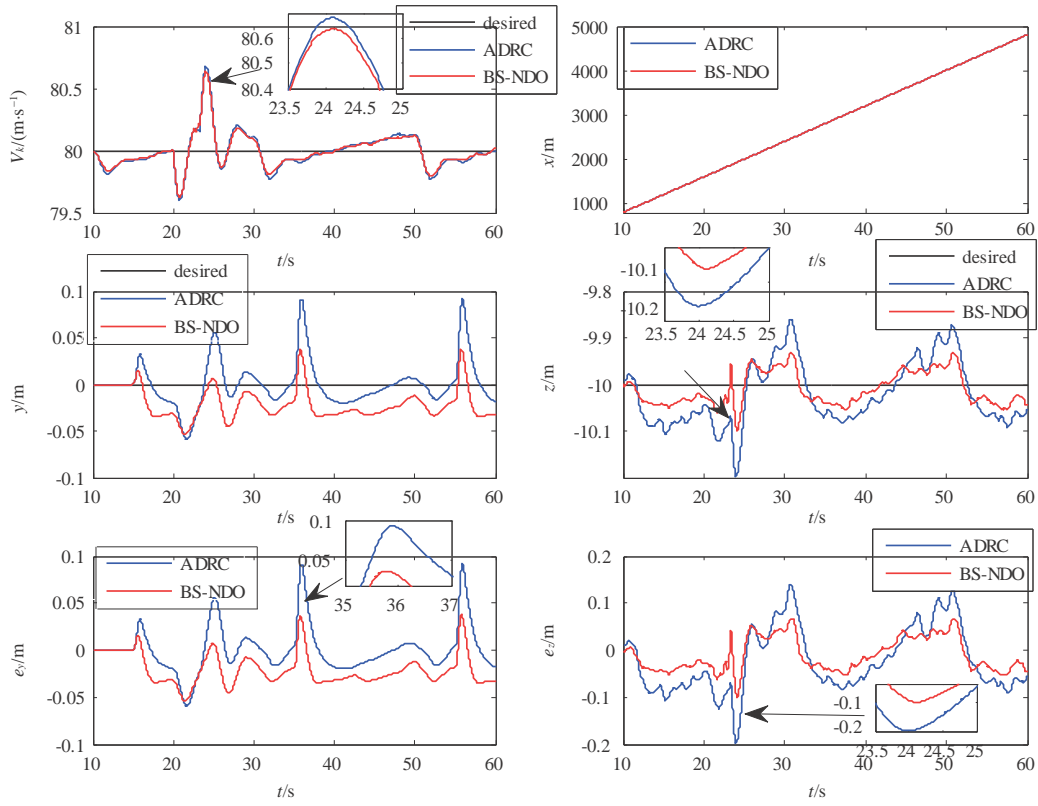 81
80.5
80
79.5
V_k/(m·s⁻¹)
10 20 30 40 50 60
t/s
80.6
80.5
80.4
23.5 24 24.5 25
desired
ADRC
BS-NDO
5000
4000
3000
2000
1000
x/m
10 20 30 40 50 60
t/s
ADRC
BS-NDO
0.1
0.05
0
-0.05
-0.1
y/m
10 20 30 40 50 60
t/s
desired
ADRC
BS-NDO
-9.8
-9.9
-10
-10.1
z/m
10 20 30 40 50 60
t/s
-10.1
-10.2
23.5 24 24.5 25
desired
ADRC
BS-NDO
0.1
0.05
0
-0.05
-0.1
e_y/m
10 20 30 40 50 60
t/s
ADRC
BS-NDO
0.1
0.05
35 36 37
0.2
0.1
0
-0.1
-0.2
e_z/m
10 20 30 40 50 60
t/s
ADRC
BS-NDO
-0.1
-0.2
23.5 24 24.5 25